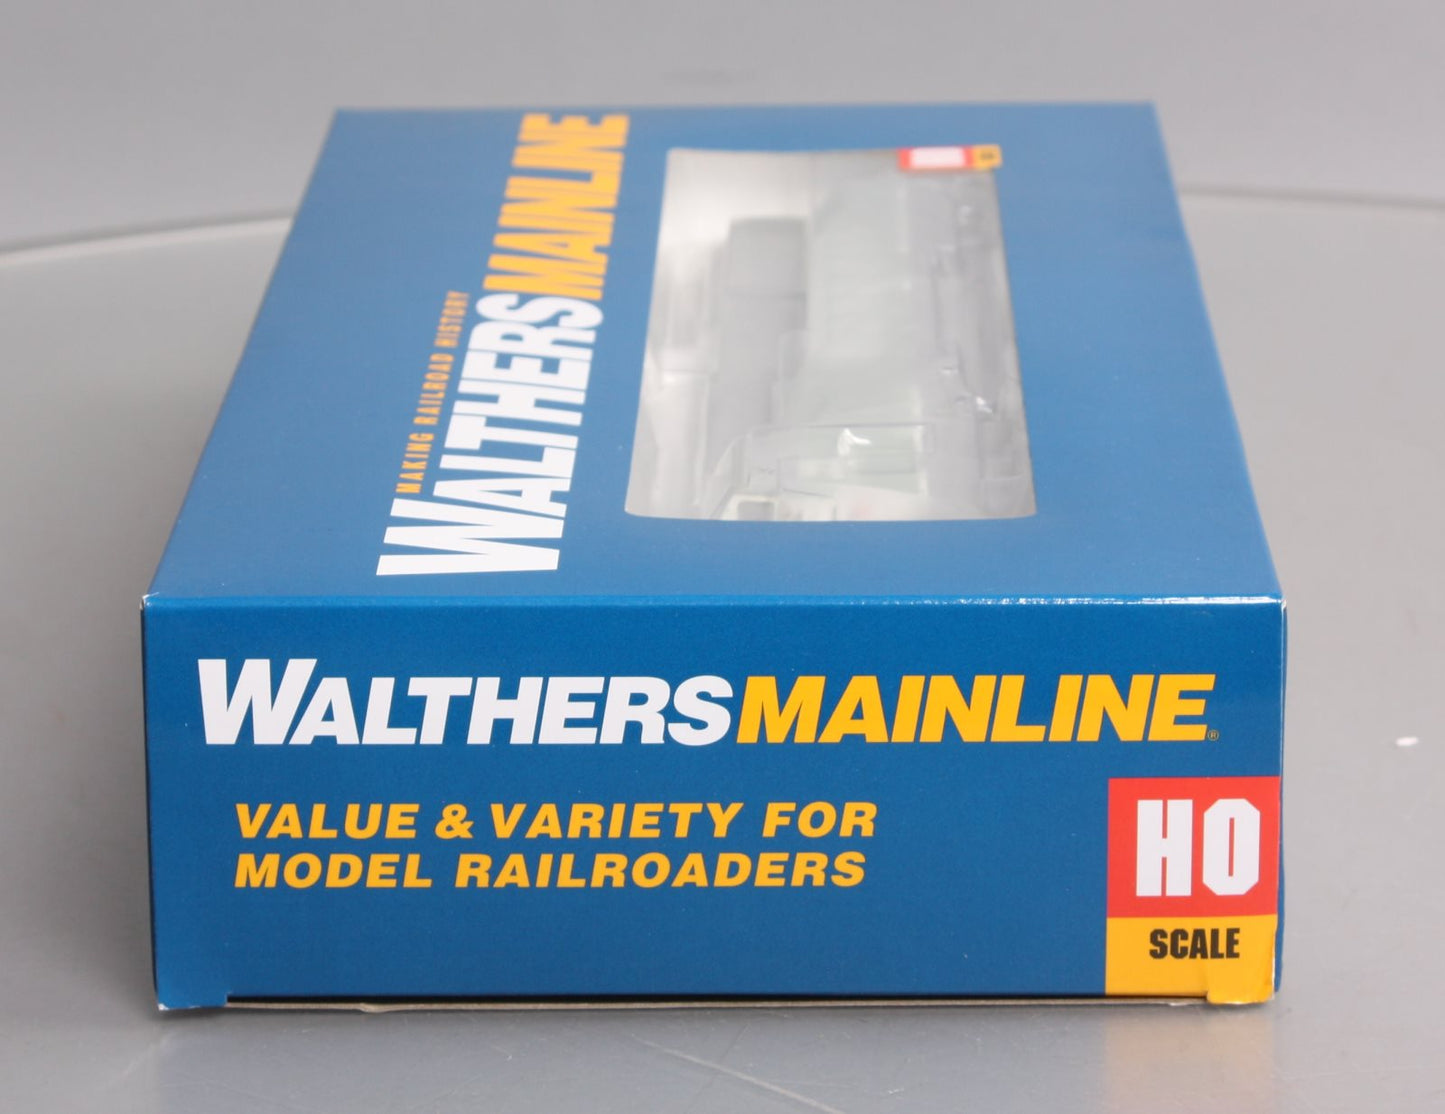 MAKING RAILROAD HISTORY
WALTHERSMAINLINE
WALTHERSMAINLINE®
VALUE & VARIETY FOR
MODEL RAILROADERS
HO
SCALE